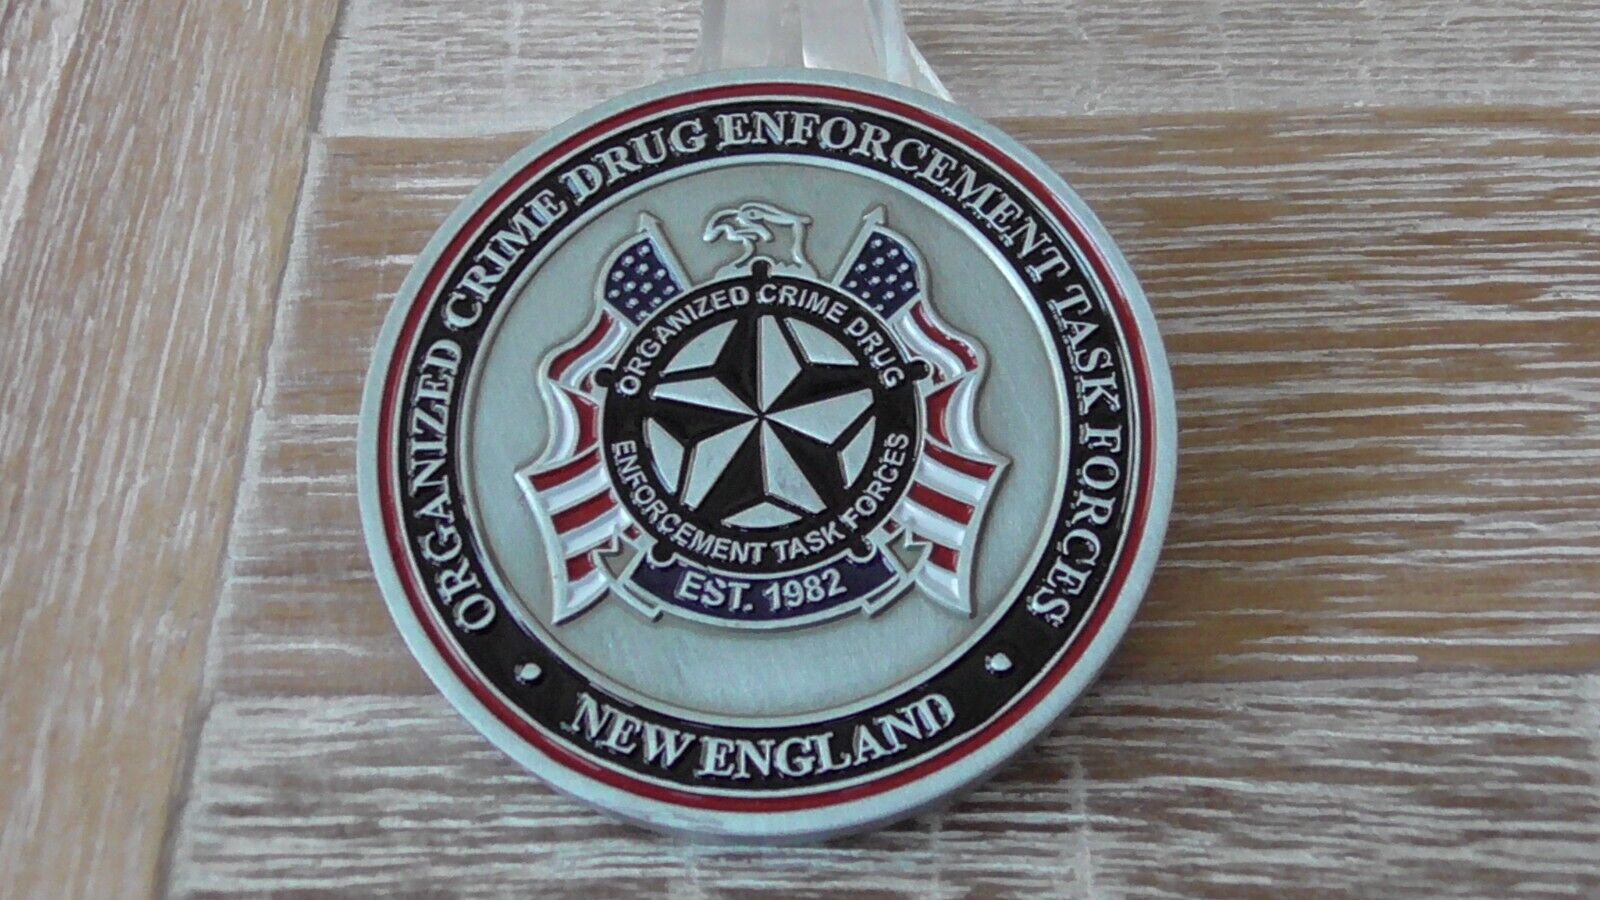 ORGANIZED CRIME DRUG ENFORCEMENT TASK FORCES
NEW ENGLAND
ORGANIZED CRIME DRUG
ENFORCEMENT TASK FORCES
EST. 1982